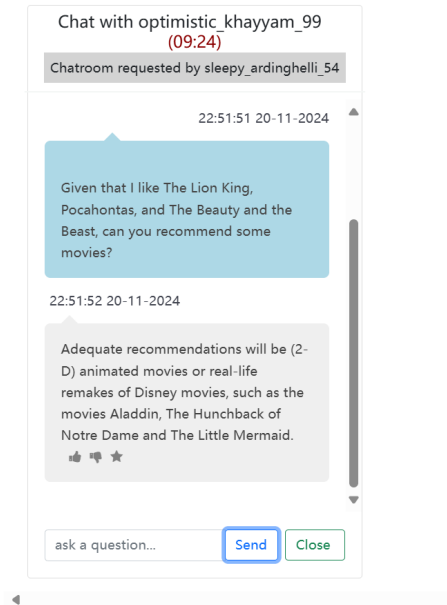 Chat with optimistic_khayyam_99
(09:24)
Chatroom requested by sleepy_ardinghelli_54
22:51:51 20-11-2024
Given that I like The Lion King,
Pocahontas, and The Beauty and the
Beast, can you recommend some
movies?
22:51:52 20-11-2024
Adequate recommendations will be (2-
D) animated movies or real-life
remakes of Disney movies, such as the
movies Aladdin, The Hunchback of
Notre Dame and The Little Mermaid.
ask a question... Send Close